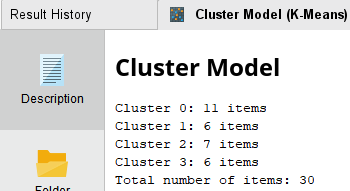 Result History
Cluster Model (K-Means)
Description
Folder
Cluster Model
Cluster 0: 11 items
Cluster 1: 6 items
Cluster 2: 7 items
Cluster 3: 6 items
Total number of items: 30